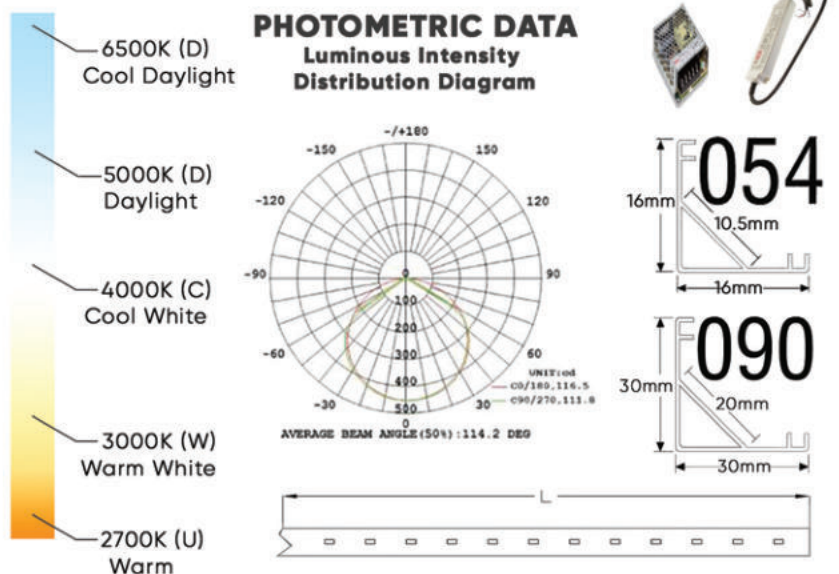 PHOTOMETRIC DATA
Luminous Intensity
Distribution Diagram
6500K (D)
Cool Daylight
5000K (D)
Daylight
4000K (C)
Cool White
3000K (W)
Warm White
2700K (U)
Warm
-/+180
-150
150
-120
120
-90
90
-60
60
-30
30
0
0
100
200
300
400
500
UNIT:cd
C0/180,116.5
C90/270,111.8
AVERAGE BEAM ANGLE(50%):114.2 DEG
054
16mm
10.5mm
16mm
090
30mm
20mm
30mm
L